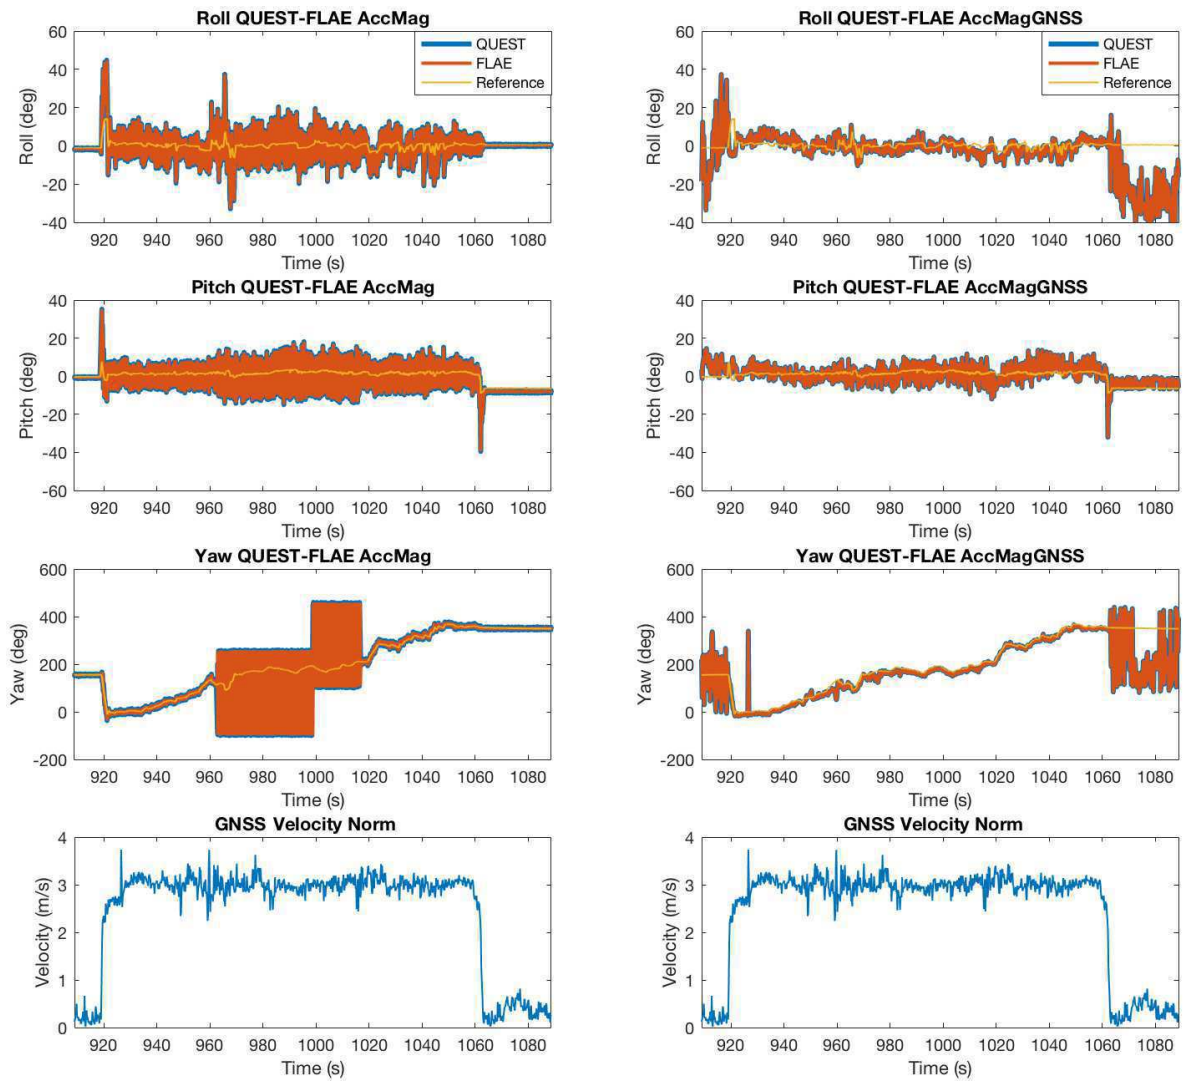 Roll QUEST-FLAE AccMag
60
40
20
0
-20
-40
Roll (deg)
QUEST
FLAE
Reference
920 940 960 980 1000 1020 1040 1060 1080
Time (s)
Roll QUEST-FLAE AccMagGNSS
60
40
20
0
-20
-40
Roll (deg)
QUEST
FLAE
Reference
920 940 960 980 1000 1020 1040 1060 1080
Time (s)
Pitch QUEST-FLAE AccMag
40
20
0
-20
-40
-60
Pitch (deg)
920 940 960 980 1000 1020 1040 1060 1080
Time (s)
Pitch QUEST-FLAE AccMagGNSS
40
20
0
-20
-40
-60
Pitch (deg)
920 940 960 980 1000 1020 1040 1060 1080
Time (s)
Yaw QUEST-FLAE AccMag
600
400
200
0
-200
Yaw (deg)
920 940 960 980 1000 1020 1040 1060 1080
Time (s)
Yaw QUEST-FLAE AccMagGNSS
600
400
200
0
-200
Yaw (deg)
920 940 960 980 1000 1020 1040 1060 1080
Time (s)
GNSS Velocity Norm
4
3
2
1
0
Velocity (m/s)
920 940 960 980 1000 1020 1040 1060 1080
Time (s)
GNSS Velocity Norm
4
3
2
1
0
Velocity (m/s)
920 940 960 980 1000 1020 1040 1060 1080
Time (s)